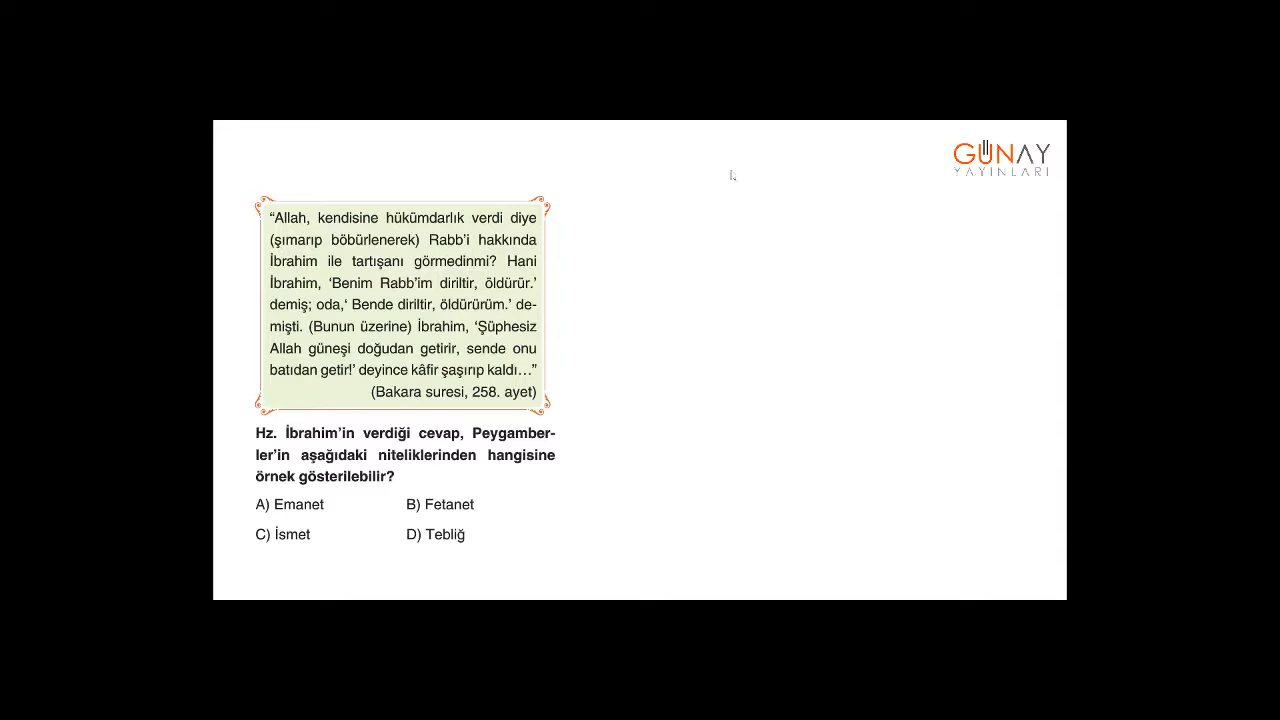 GÜNAY
YAYINLARI
“Allah, kendisine hükümdarlık verdi diye
(şımarıp böbürlenerek) Rabb’i hakkında
İbrahim ile tartışanı görmedinmi? Hani
İbrahim, ‘Benim Rabb’im diriltir, öldürür.’
demiş; oda,‘ Bende diriltir, öldürürüm.’ de-
mişti. (Bunun üzerine) İbrahim, ‘Şüphesiz
Allah güneşi doğudan getirir, sende onu
batıdan getir!’ deyince kâfir şaşırıp kaldı…”
(Bakara suresi, 258. ayet)
Hz. İbrahim’in verdiği cevap, Peygamber-
ler’in aşağıdaki niteliklerinden hangisine
örnek gösterilebilir?
A) Emanet B) Fetanet
C) İsmet D) Tebliğ